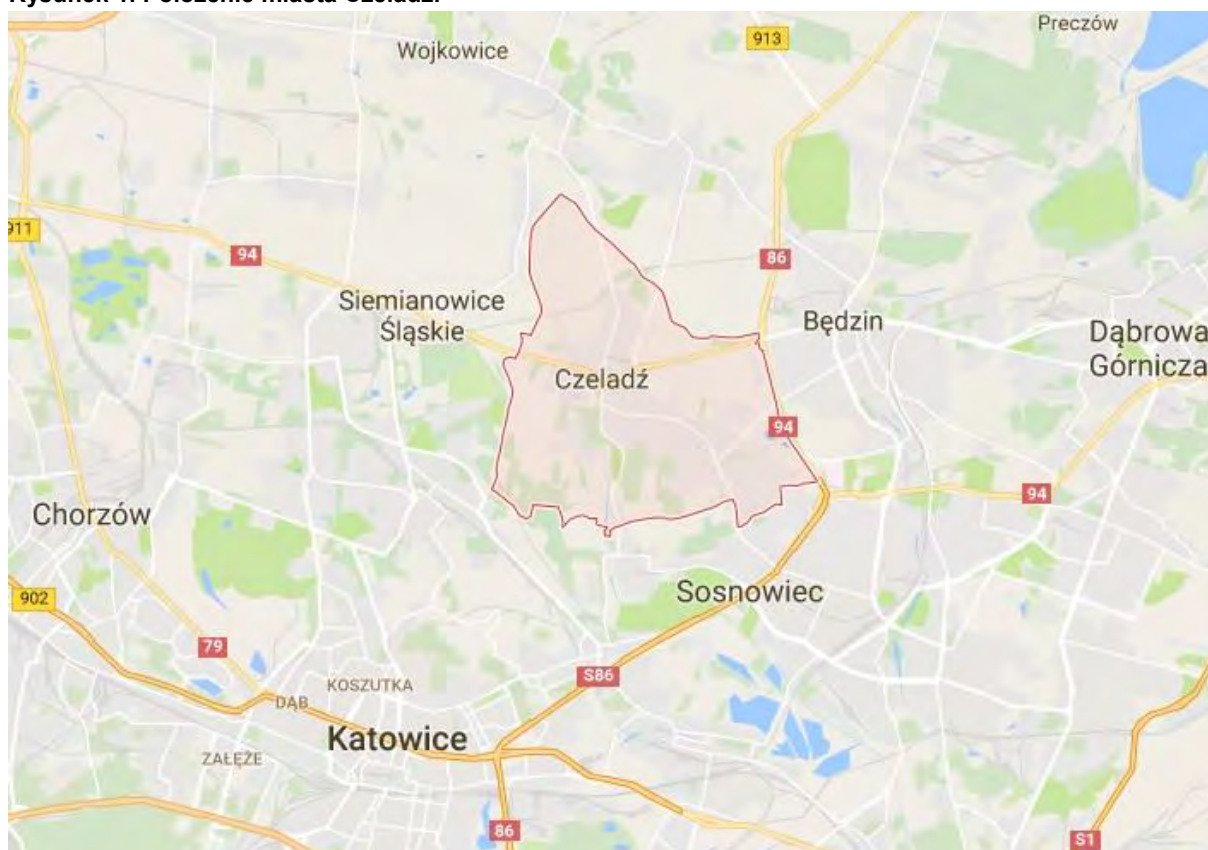 Preczów
913
Wojkowice
911
94
86
Siemianowice
Śląskie
Będzin
Dąbrowa
Górnicza
Czeladź
94
94
Chorzów
902
Sosnowiec
79
S86
KOSZUTKA
DĄB
Katowice
ZAŁĘŻE
86
S1